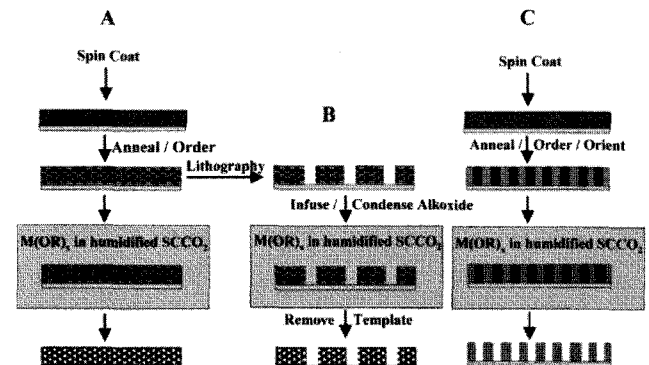 A
B
C
Spin Coat
Spin Coat
Anneal / Order
Lithography
Anneal / Order / Orient
Infuse / Condense Alkoxide
M(OR)ₓ in humidified SCCO₂
M(OR)ₓ in humidified SCCO₂
M(OR)ₓ in humidified SCCO₂
Remove Template